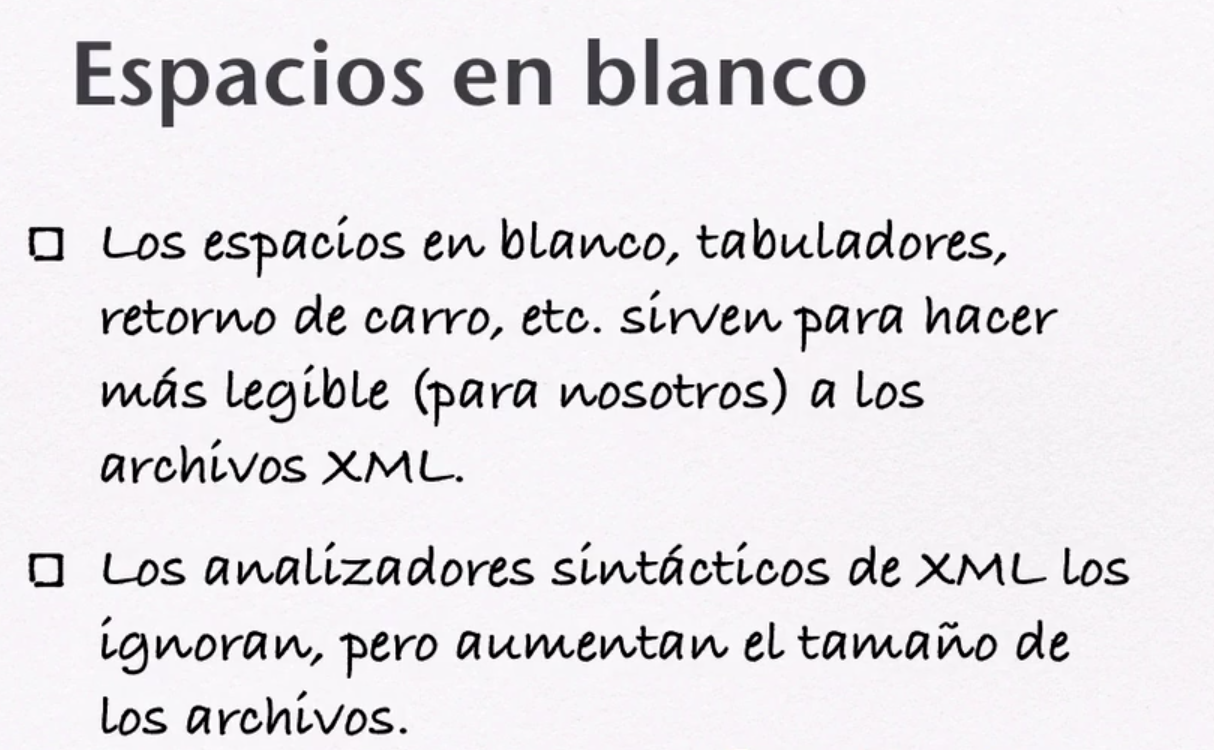 Espacios en blanco
Los espacios en blanco, tabuladores,
retorno de carro, etc. sirven para hacer
más legible (para nosotros) a los
archivos XML.
Los analizadores sintácticos de XML los
ignoran, pero aumentan el tamaño de
los archivos.